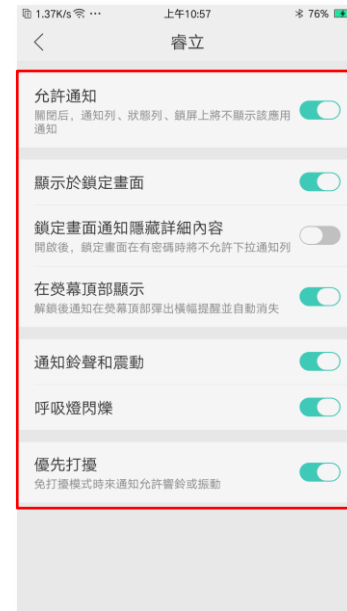 1.37K/s ··· 上午10:57 76%
睿立
允許通知
關閉后，通知列、狀態列、鎖屏上將不顯示該應用
通知
顯示於鎖定畫面
鎖定畫面通知隱藏詳細內容
開啟後，鎖定畫面在有密碼時將不允許下拉通知列
在熒幕頂部顯示
解鎖後通知在熒幕頂部彈出橫幅提醒並自動消失
通知鈴聲和震動
呼吸燈閃爍
優先打擾
免打擾模式時來通知允許響鈴或振動